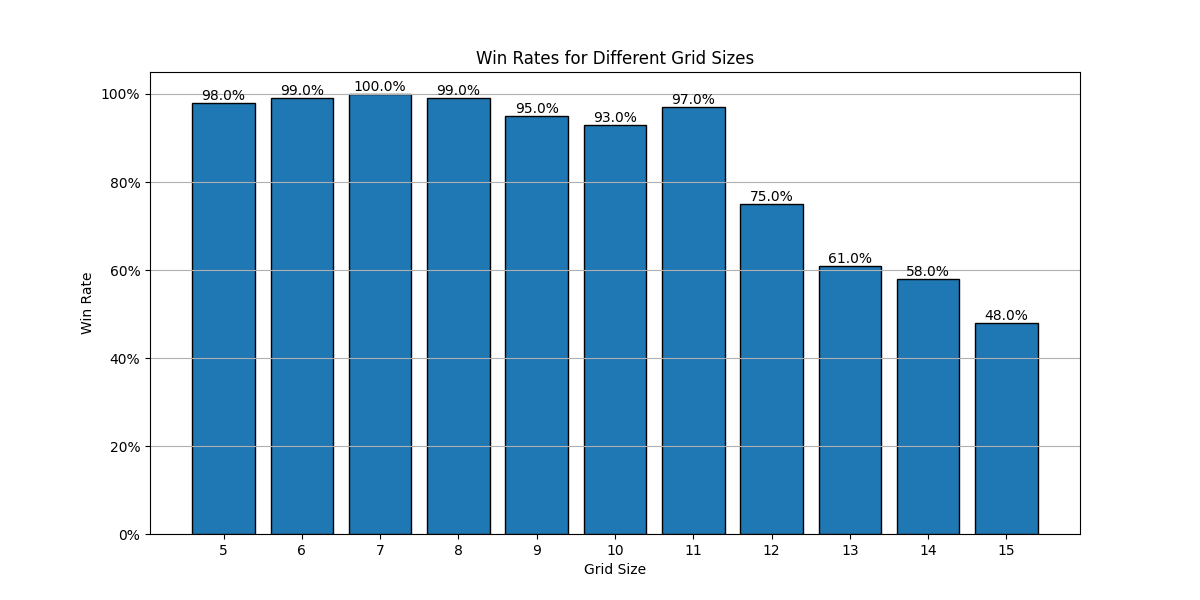 Win Rates for Different Grid Sizes
98.0% 99.0% 100.0% 99.0% 95.0% 93.0% 97.0% 75.0% 61.0% 58.0% 48.0%
100%
80%
60%
40%
20%
0%
Win Rate
5 6 7 8 9 10 11 12 13 14 15
Grid Size